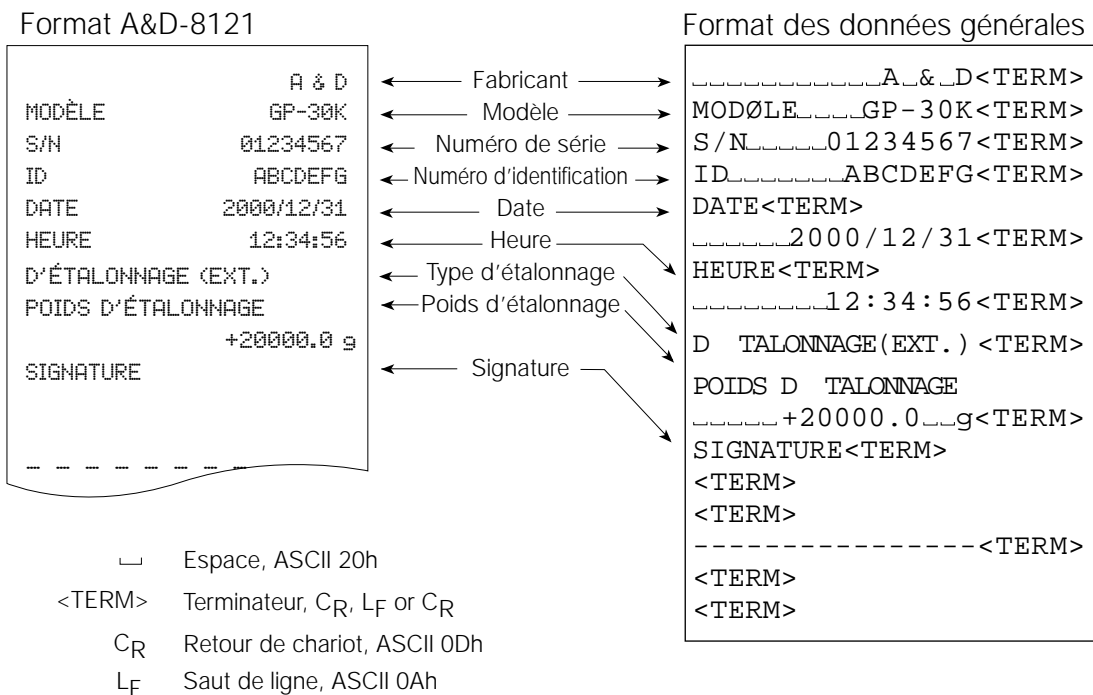 Format A&D-8121
A & D
MODÈLE GP-30K
S/N 01234567
ID ABCDEFG
DATE 2000/12/31
HEURE 12:34:56
D'ÉTALONNAGE (EXT.)
POIDS D'ÉTALONNAGE
+20000.0 g
SIGNATURE
_ _ _ _ _ _ _ _
Fabricant
Modèle
Numéro de série
Numéro d'identification
Date
Heure
Type d'étalonnage
Poids d'étalonnage
Signature
Format des données générales
␣␣␣␣␣␣␣␣␣␣␣A␣&␣D<TERM>
MODØLE␣␣␣␣GP-30K<TERM>
S/N␣␣␣␣␣01234567<TERM>
ID␣␣␣␣␣␣␣ABCDEFG<TERM>
DATE<TERM>
␣␣␣␣␣␣2000/12/31<TERM>
HEURE<TERM>
␣␣␣␣␣␣␣␣12:34:56<TERM>
D TALONNAGE(EXT.)<TERM>
POIDS D TALONNAGE
␣␣␣␣␣+20000.0␣␣g<TERM>
SIGNATURE<TERM>
<TERM>
<TERM>
-----------------<TERM>
<TERM>
<TERM>
␣ Espace, ASCII 20h
<TERM> Terminateur, CR, LF or CR
CR Retour de chariot, ASCII 0Dh
LF Saut de ligne, ASCII 0Ah